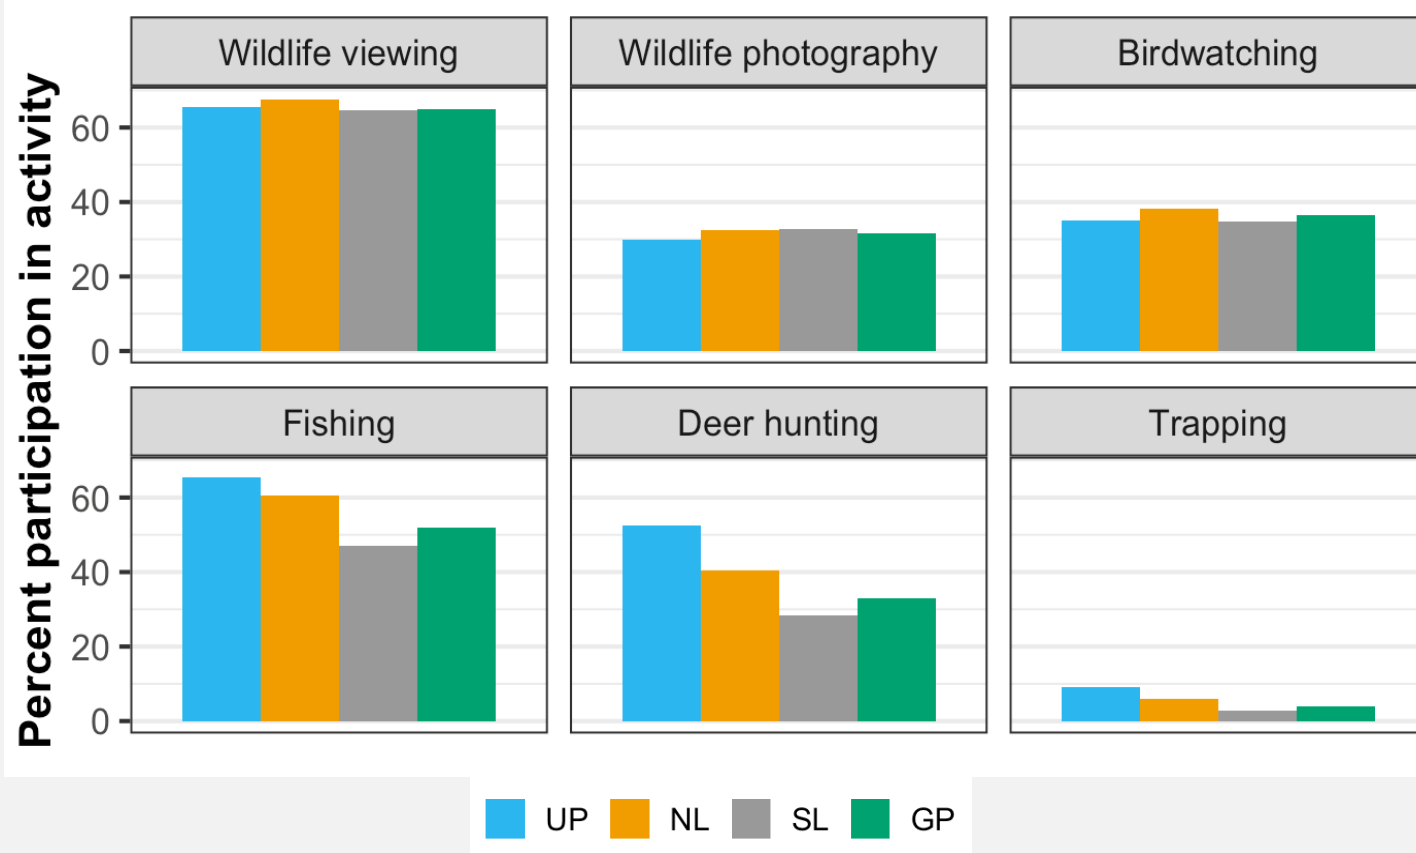 Percent participation in activity
Wildlife viewing
Wildlife photography
Birdwatching
60
40
20
0
Fishing
Deer hunting
Trapping
60
40
20
0
UP NL SL GP